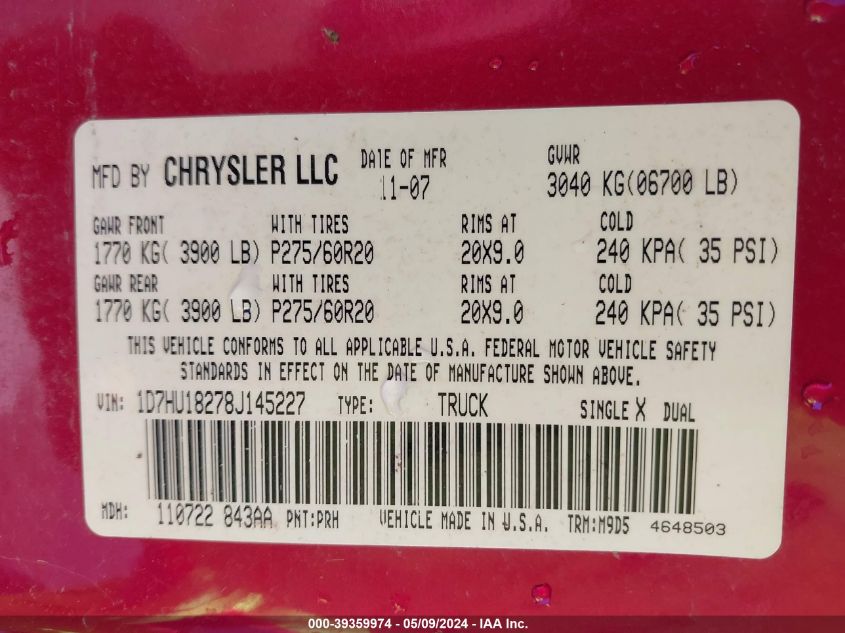 MFD BY CHRYSLER LLC DATE OF MFR GVWR
11-07 3040 KG(06700 LB)
GAWR FRONT WITH TIRES RIMS AT COLD
1770 KG( 3900 LB) P275/60R20 20X9.0 240 KPA( 35 PSI)
GAWR REAR WITH TIRES RIMS AT COLD
1770 KG( 3900 LB) P275/60R20 20X9.0 240 KPA( 35 PSI)
THIS VEHICLE CONFORMS TO ALL APPLICABLE U.S.A. FEDERAL MOTOR VEHICLE SAFETY
STANDARDS IN EFFECT ON THE DATE OF MANUFACTURE SHOWN ABOVE.
VIN: 1D7HU18278J145227 TYPE: TRUCK SINGLE X DUAL
MDH: 110722 843AA PNT:PRH VEHICLE MADE IN U.S.A. TRM:M9D5 4648503
000-39359974 - 05/09/2024 - IAA Inc.